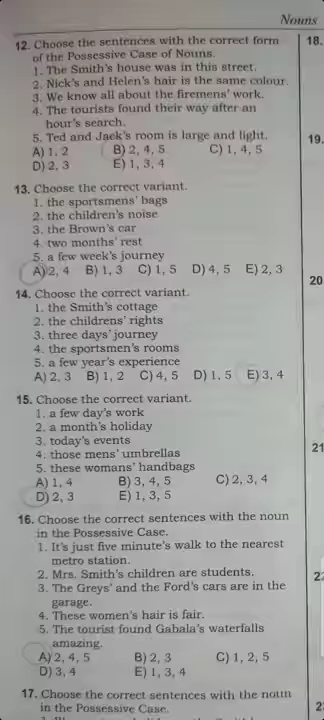 Nouns
12. Choose the sentences with the correct form
of the Possessive Case of Nouns.
1. The Smith's house was in this street.
2. Nick's and Helen's hair is the same colour.
3. We know all about the firemens' work.
4. The tourists found their way after an
hour's search.
5. Ted and Jack's room is large and light.
A) 1, 2 B) 2, 4, 5 C) 1, 4, 5
D) 2, 3 E) 1, 3, 4
13. Choose the correct variant.
1. the sportsmens' bags
2. the children's noise
3. the Brown's car
4. two months' rest
5. a few week's journey
A) 2, 4 B) 1, 3 C) 1, 5 D) 4, 5 E) 2, 3
14. Choose the correct variant.
1. the Smith's cottage
2. the childrens' rights
3. three days' journey
4. the sportsmen's rooms
5. a few year's experience
A) 2, 3 B) 1, 2 C) 4, 5 D) 1, 5 E) 3, 4
15. Choose the correct variant.
1. a few day's work
2. a month's holiday
3. today's events
4. those mens' umbrellas
5. these womans' handbags
A) 1, 4 B) 3, 4, 5 C) 2, 3, 4
D) 2, 3 E) 1, 3, 5
16. Choose the correct sentences with the noun
in the Possessive Case.
1. It's just five minute's walk to the nearest
metro station.
2. Mrs. Smith's children are students.
3. The Greys' and the Ford's cars are in the
garage.
4. These women's hair is fair.
5. The tourist found Gabala's waterfalls
amazing.
A) 2, 4, 5 B) 2, 3 C) 1, 2, 5
D) 3, 4 E) 1, 3, 4
17. Choose the correct sentences with the noun
in the Possessive Case.
18.
19.
20
21